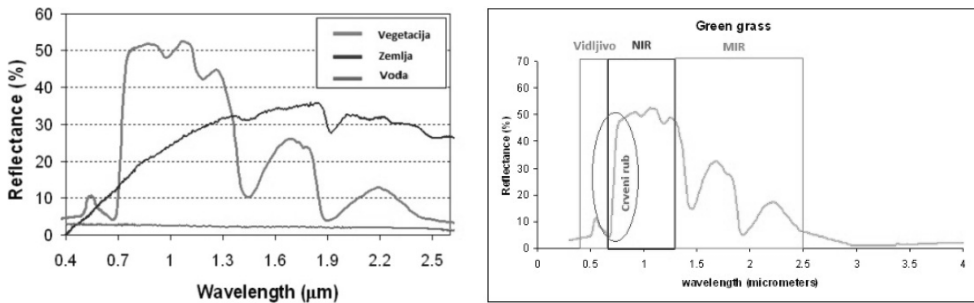 60
50
40
30
20
10
0
Reflectance (%)
Vegetacija
Zemlja
Voda
0.4 0.7 1 1.3 1.6 1.9 2.2 2.5
Wavelength (µm)
Green grass
Vidljivo NIR MIR
70
60
50
40
30
20
10
0
Reflectance (%)
Crveni rub
0 0.5 1 1.5 2 2.5 3 3.5 4
wavelength (micrometers)